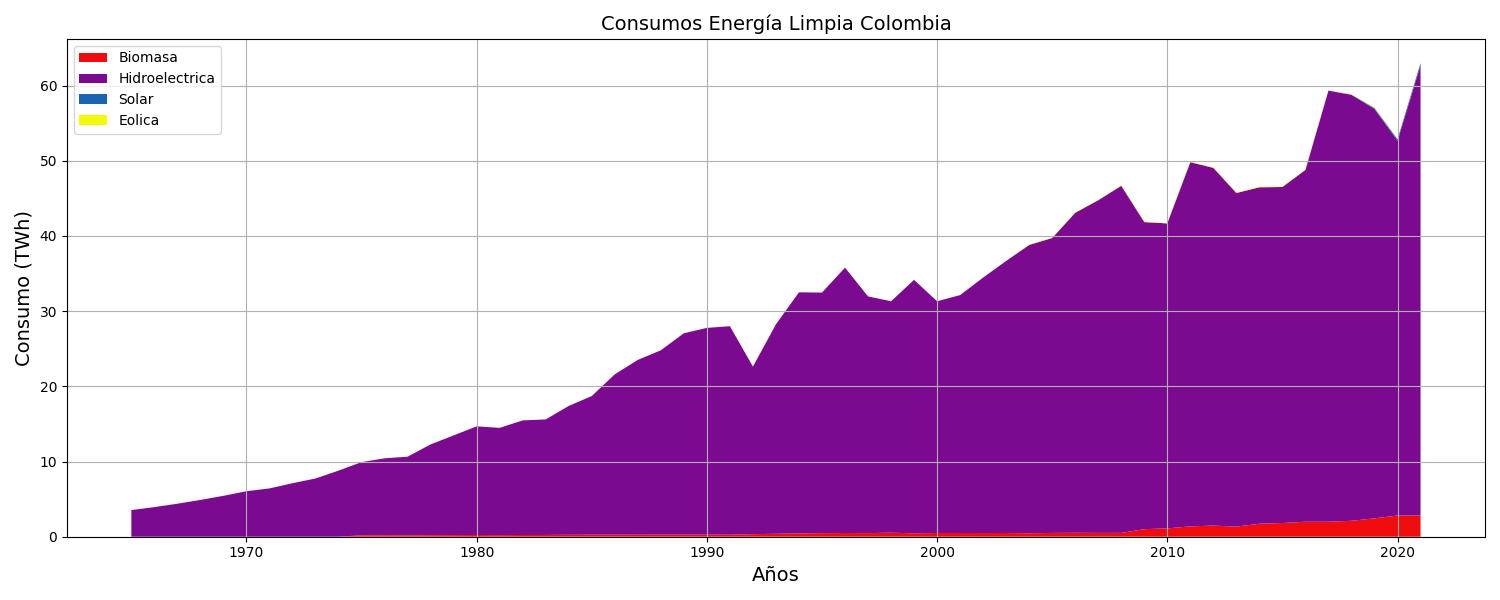 Consumos Energía Limpia Colombia
Biomasa
Hidroelectrica
Solar
Eolica
Consumo (TWh)
60
50
40
30
20
10
0
1970
1980
1990
2000
2010
2020
Años